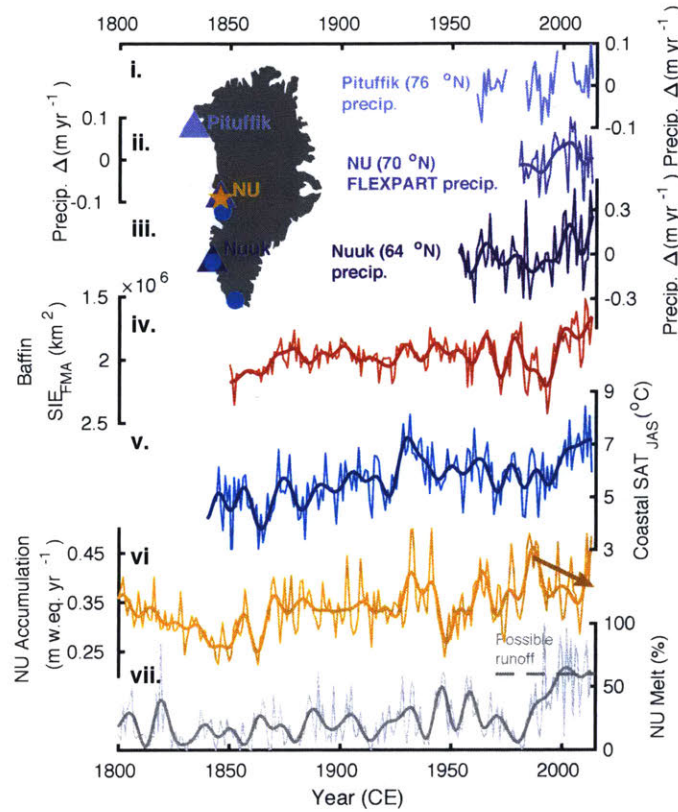 1800 1850 1900 1950 2000
i.
Pituffik (76 °N)
precip.
0.1
0
-0.1
Precip. Δ(m yr⁻¹)
Pituffik
0.1
0
-0.1
Precip. Δ(m yr⁻¹)
ii.
NU
NU (70 °N)
FLEXPART precip.
iii.
Nuuk
Nuuk (64 °N)
precip.
0.3
0
-0.3
Precip. Δ(m yr⁻¹)
×10⁶
1.5
2
2.5
Baffin
SIE_FMA (km²)
iv.
v.
9
7
5
3
Coastal SAT_JAS(°C)
vi
0.45
0.35
0.25
NU Accumulation
(m w.eq. yr⁻¹)
vii.
Possible
runoff
100
50
0
NU Melt (%)
1800 1850 1900 1950 2000
Year (CE)